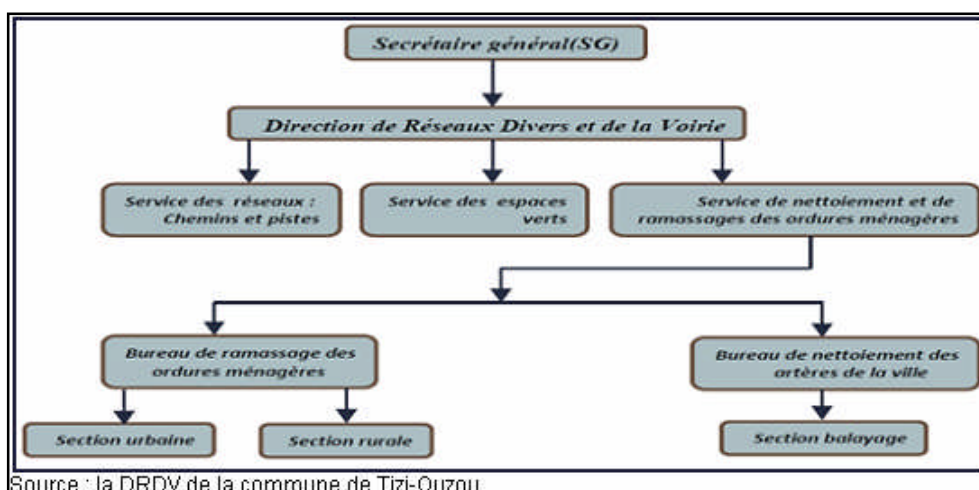 Secrétaire général(SG)
Direction de Réseaux Divers et de la Voirie
Service des réseaux :
Chemins et pistes
Service des espaces
verts
Service de nettoiement et de
ramassages des ordures ménagères
Bureau de ramassage des
ordures ménagères
Bureau de nettoiement des
artères de la ville
Section urbaine
Section rurale
Section balayage
Source : la DRDV de la commune de Tizi-Ouzou